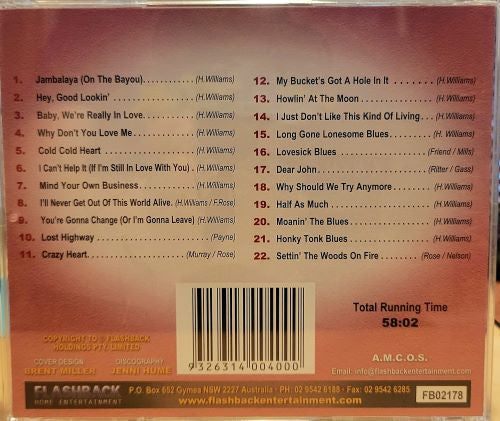 1. Jambalaya (On The Bayou) ............ (H.Williams)
2. Hey, Good Lookin' .................. (H.Williams)
3. Baby, We're Really In Love ........... (H.Williams)
4. Why Don't You Love Me .............. (H.Williams)
5. Cold Cold Heart .................... (H.Williams)
6. I Can't Help It (If I'm Still In Love With You) . (H.Williams)
7. Mind Your Own Business ............. (H.Williams)
8. I'll Never Get Out Of This World Alive. (H.Williams / F.Rose)
9. You're Gonna Change (Or I'm Gonna Leave) (H.Williams)
10. Lost Highway ....................... (Payne)
11. Crazy Heart ................... (Murray / Rose)
12. My Bucket's Got A Hole In It ....... (H.Williams)
13. Howlin' At The Moon ............... (H.Williams)
14. I Just Don't Like This Kind Of Living ... (H.Williams)
15. Long Gone Lonesome Blues ......... (H.Williams)
16. Lovesick Blues ................ (Friend / Mills)
17. Dear John ..................... (Ritter / Gass)
18. Why Should We Try Anymore ....... (H.Williams)
19. Half As Much .................... (H.Williams)
20. Moanin' The Blues ................ (H.Williams)
21. Honky Tonk Blues ................ (H.Williams)
22. Settin' The Woods On Fire ....... (Rose / Nelson)
Total Running Time
58:02
COPYRIGHT TO: FLASHBACK
HOLDINGS PTY. LIMITED
COVER DESIGN
BRENT MILLER
DISCOGRAPHY
JENNI HUME
9 326314 004000
A.M.C.O.S.
Email: info@flashbackentertainment.com
FLASHBACK
HOME ENTERTAINMENT
P.O. Box 652 Gymea NSW 2227 Australia • PH: 02 9542 6188 • Fax: 02 9542 6285
www.flashbackentertainment.com
FB02178